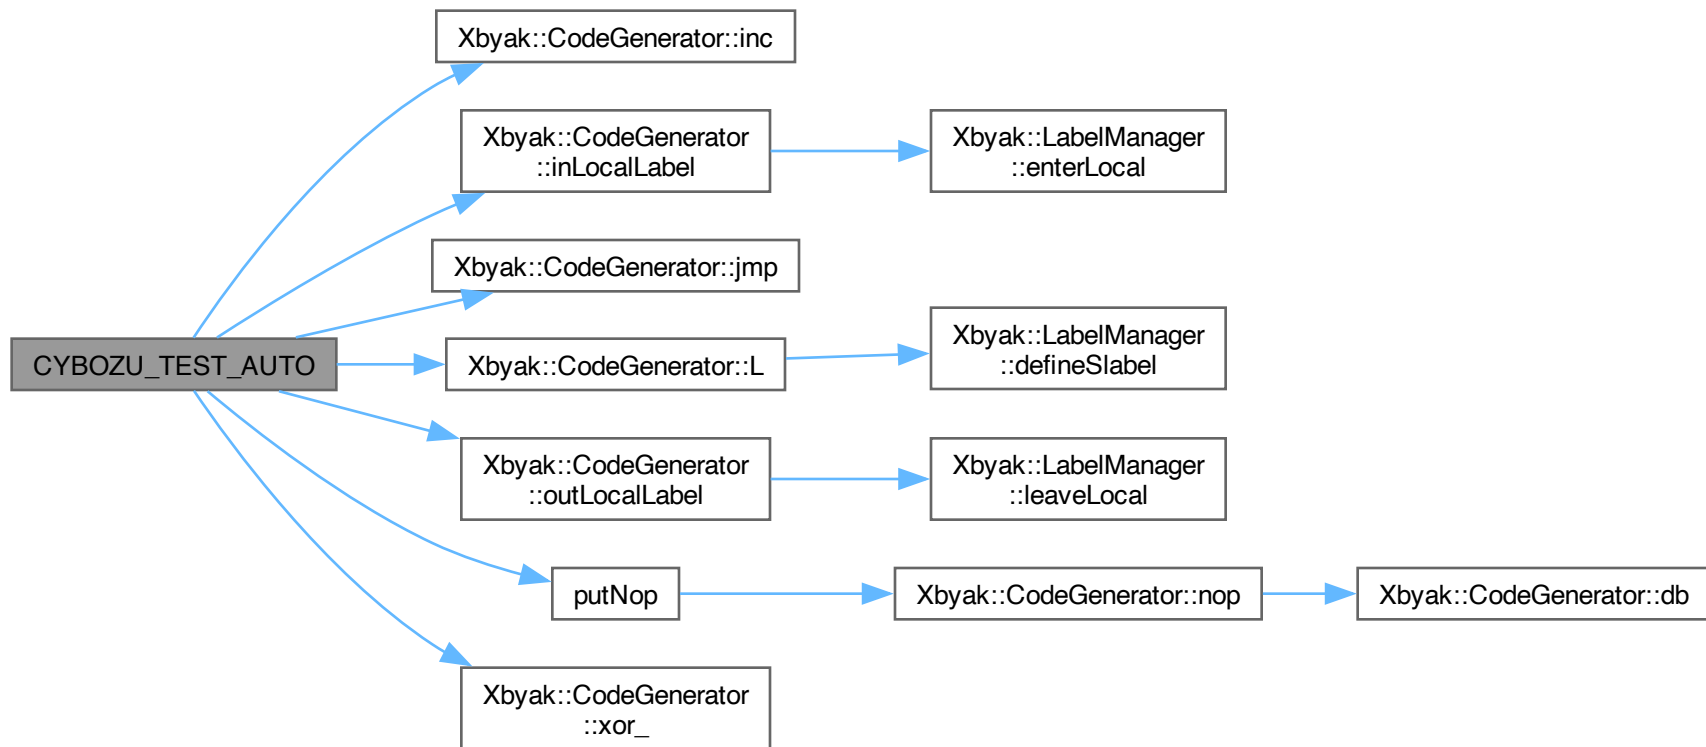 Xbyak::CodeGenerator::inc
Xbyak::CodeGenerator
::inLocalLabel
Xbyak::LabelManager
::enterLocal
Xbyak::CodeGenerator::jmp
CYBOZU_TEST_AUTO
Xbyak::CodeGenerator::L
Xbyak::LabelManager
::defineSlabel
Xbyak::CodeGenerator
::outLocalLabel
Xbyak::LabelManager
::leaveLocal
putNop
Xbyak::CodeGenerator::nop
Xbyak::CodeGenerator::db
Xbyak::CodeGenerator
::xor_